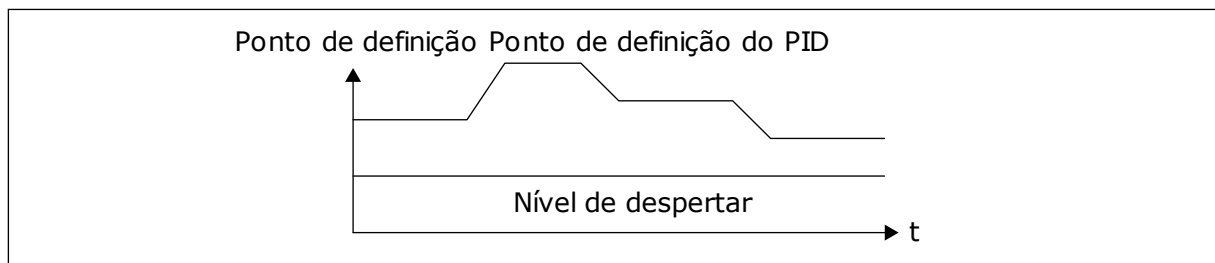 Ponto de definição Ponto de definição do PID
Nível de despertar
t